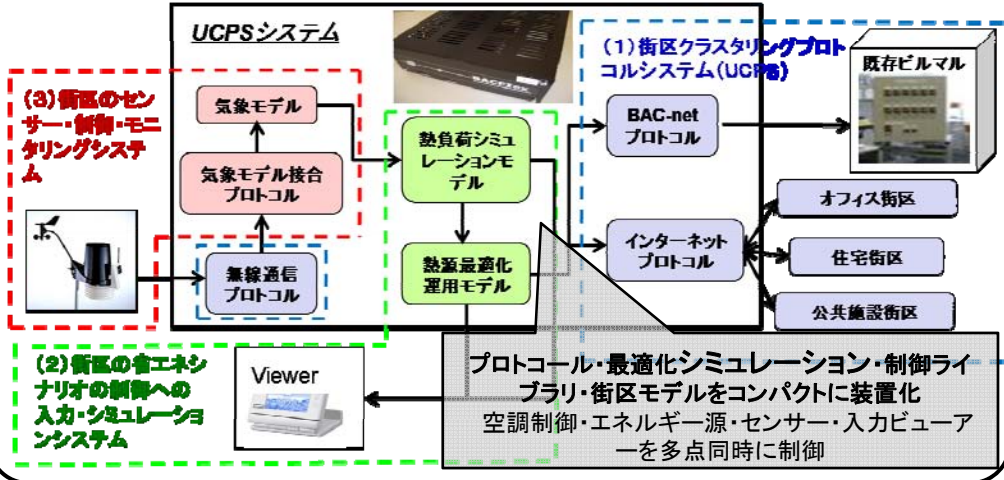 UCPSシステム
(1)街区クラスタリングプロト
コルシステム(UCPS)
既存ビルマル
(3)街区のセン
サー・制御・モニ
タリングシステ
ム
気象モデル
気象モデル接合
プロトコル
無線通信
プロトコル
熱負荷シミュ
レーションモ
デル
熱源最適化
運用モデル
BAC-net
プロトコル
インターネット
プロトコル
オフィス街区
住宅街区
公共施設街区
(2)街区の省エネシ
ナリオの制御への
入力・シミュレーショ
ンシステム
Viewer
プロトコール・最適化シミュレーション・制御ライ
ブラリ・街区モデルをコンパクトに装置化
空調制御・エネルギー源・センサー・入力ビューア
ーを多点同時に制御